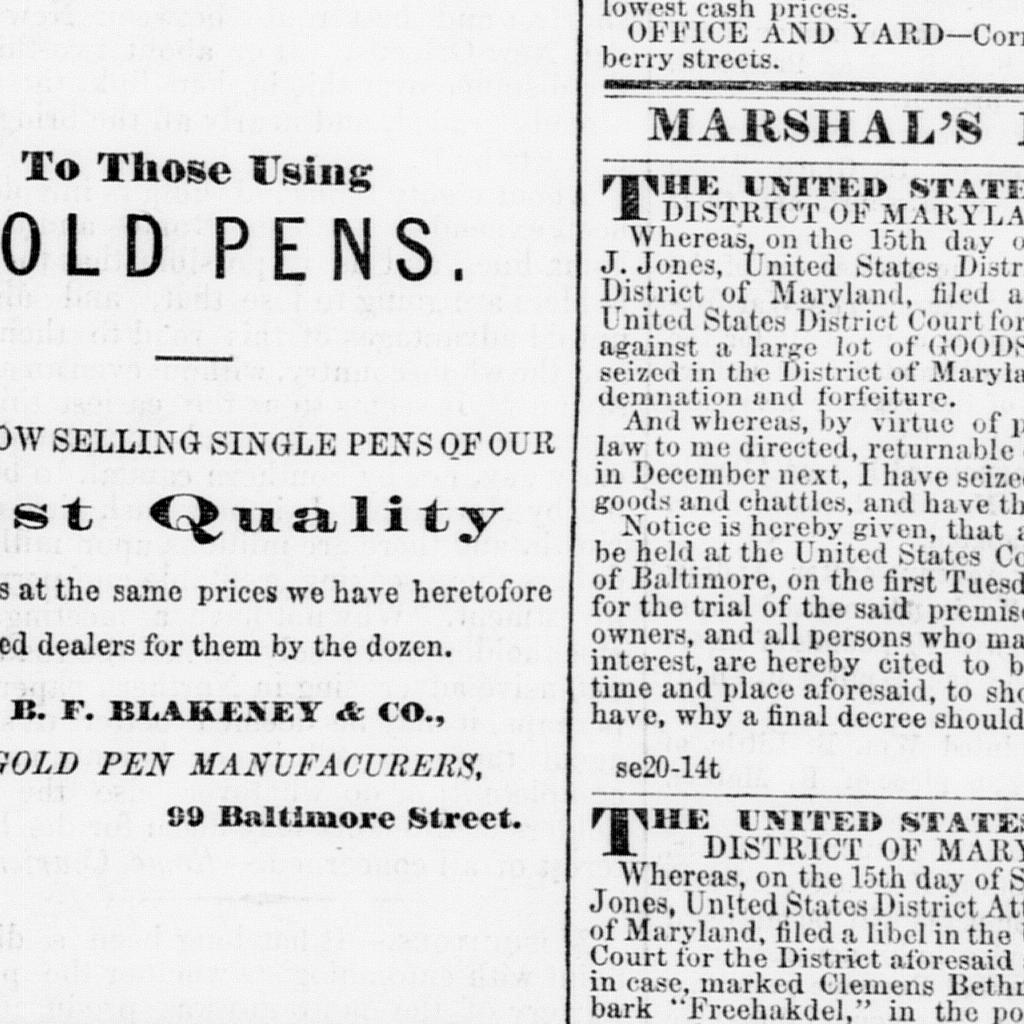 To Those Using
OLD PENS.
OW SELLING SINGLE PENS OF OUR
st Quality
s at the same prices we have heretofore
ed dealers for them by the dozen.
B. F. BLAKENEY & CO.,
GOLD PEN MANUFACURERS,
99 Baltimore Street.
lowest cash prices.
OFFICE AND YARD—Corn
berry streets.
MARSHAL'S
THE UNITED STATE
DISTRICT OF MARYLA
Whereas, on the 15th day o
J. Jones, United States Distr
District of Maryland, filed a
United States District Court for
against a large lot of GOODS
seized in the District of Maryla
demnation and forfeiture.
And whereas, by virtue of p
law to me directed, returnable
in December next, I have seize
goods and chattles, and have th
Notice is hereby given, that a
be held at the United States Co
of Baltimore, on the first Tuesd
for the trial of the said premise
owners, and all persons who ma
interest, are hereby cited to b
time and place aforesaid, to sho
have, why a final decree should
se20-14t
THE UNITED STATES
DISTRICT OF MARY
Whereas, on the 15th day of S
Jones, United States District Att
of Maryland, filed a libel in the
Court for the District aforesaid
in case, marked Clemens Bethm
bark "Freehakdel," in the po